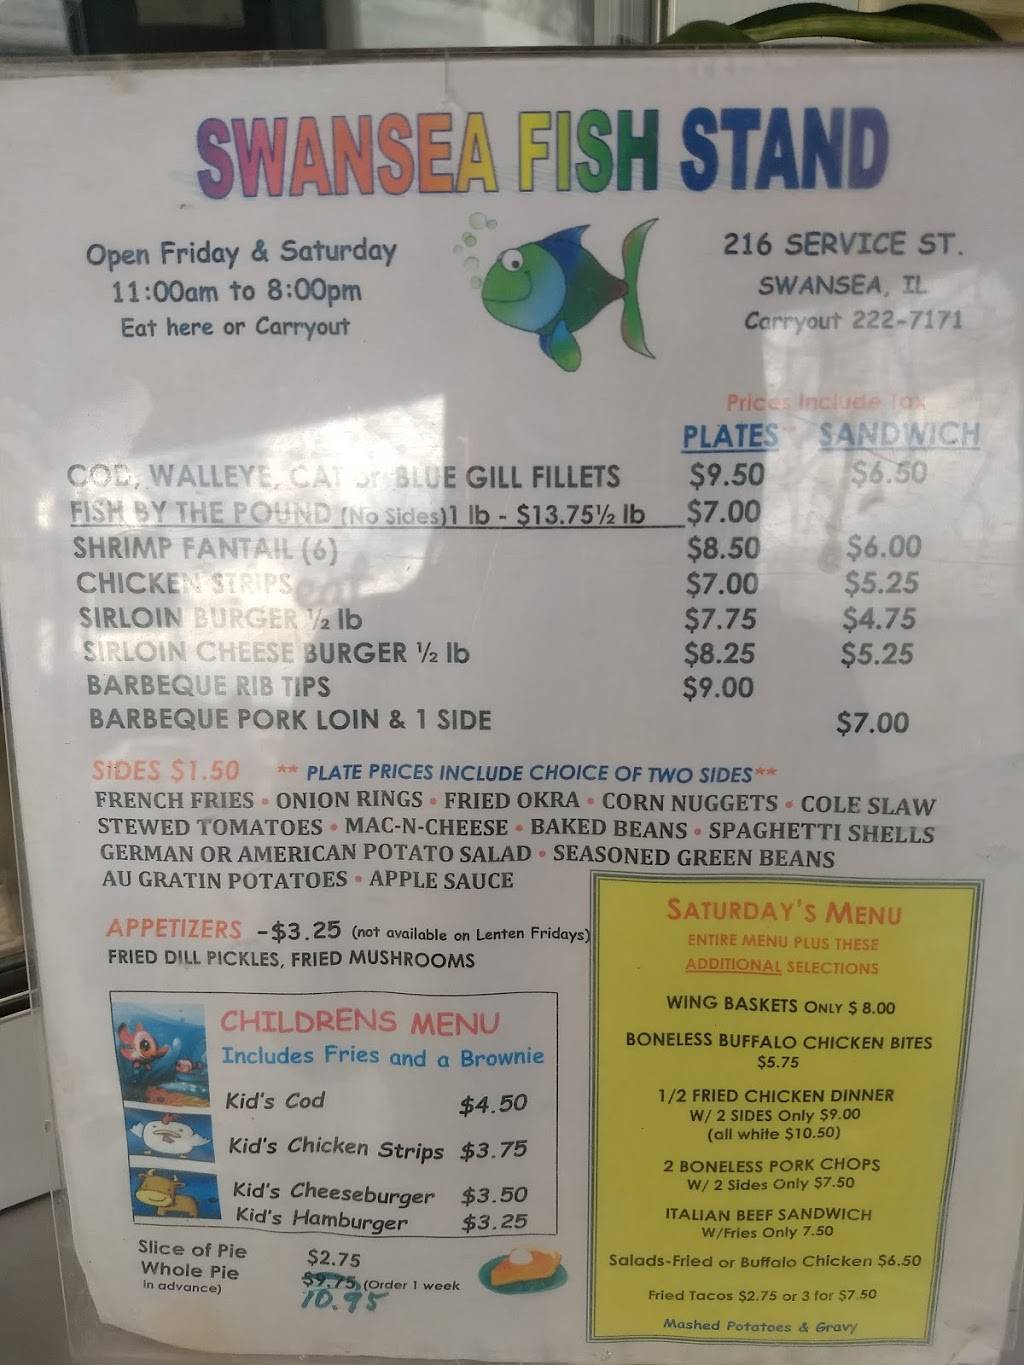 SWANSEA FISH STAND
Open Friday & Saturday
11:00am to 8:00pm
Eat here or Carryout
216 SERVICE ST.
SWANSEA, IL
Carryout 222-7171
Prices Include Tax
PLATES SANDWICH
COD, WALLEYE, CAT or BLUE GILL FILLETS $9.50 $6.50
FISH BY THE POUND (No Sides)1 lb - $13.75½ lb $7.00
SHRIMP FANTAIL (6) $8.50 $6.00
CHICKEN STRIPS $7.00 $5.25
SIRLOIN BURGER ½ lb $7.75 $4.75
SIRLOIN CHEESE BURGER ½ lb $8.25 $5.25
BARBEQUE RIB TIPS $9.00
BARBEQUE PORK LOIN & 1 SIDE $7.00
SIDES $1.50 ** PLATE PRICES INCLUDE CHOICE OF TWO SIDES**
FRENCH FRIES • ONION RINGS • FRIED OKRA • CORN NUGGETS • COLE SLAW
STEWED TOMATOES • MAC-N-CHEESE • BAKED BEANS • SPAGHETTI SHELLS
GERMAN OR AMERICAN POTATO SALAD • SEASONED GREEN BEANS
AU GRATIN POTATOES • APPLE SAUCE
APPETIZERS -$3.25 (not available on Lenten Fridays)
FRIED DILL PICKLES, FRIED MUSHROOMS
CHILDRENS MENU
Includes Fries and a Brownie
Kid's Cod $4.50
Kid's Chicken Strips $3.75
Kid's Cheeseburger $3.50
Kid's Hamburger $3.25
Slice of Pie $2.75
Whole Pie $9.75 (Order 1 week
in advance) 10.95
SATURDAY'S MENU
ENTIRE MENU PLUS THESE
ADDITIONAL SELECTIONS
WING BASKETS ONLY $ 8.00
BONELESS BUFFALO CHICKEN BITES
$5.75
1/2 FRIED CHICKEN DINNER
W/ 2 SIDES Only $9.00
(all white $10.50)
2 BONELESS PORK CHOPS
W/ 2 Sides Only $7.50
ITALIAN BEEF SANDWICH
W/Fries Only 7.50
Salads-Fried or Buffalo Chicken $6.50
Fried Tacos $2.75 or 3 for $7.50
Mashed Potatoes & Gravy